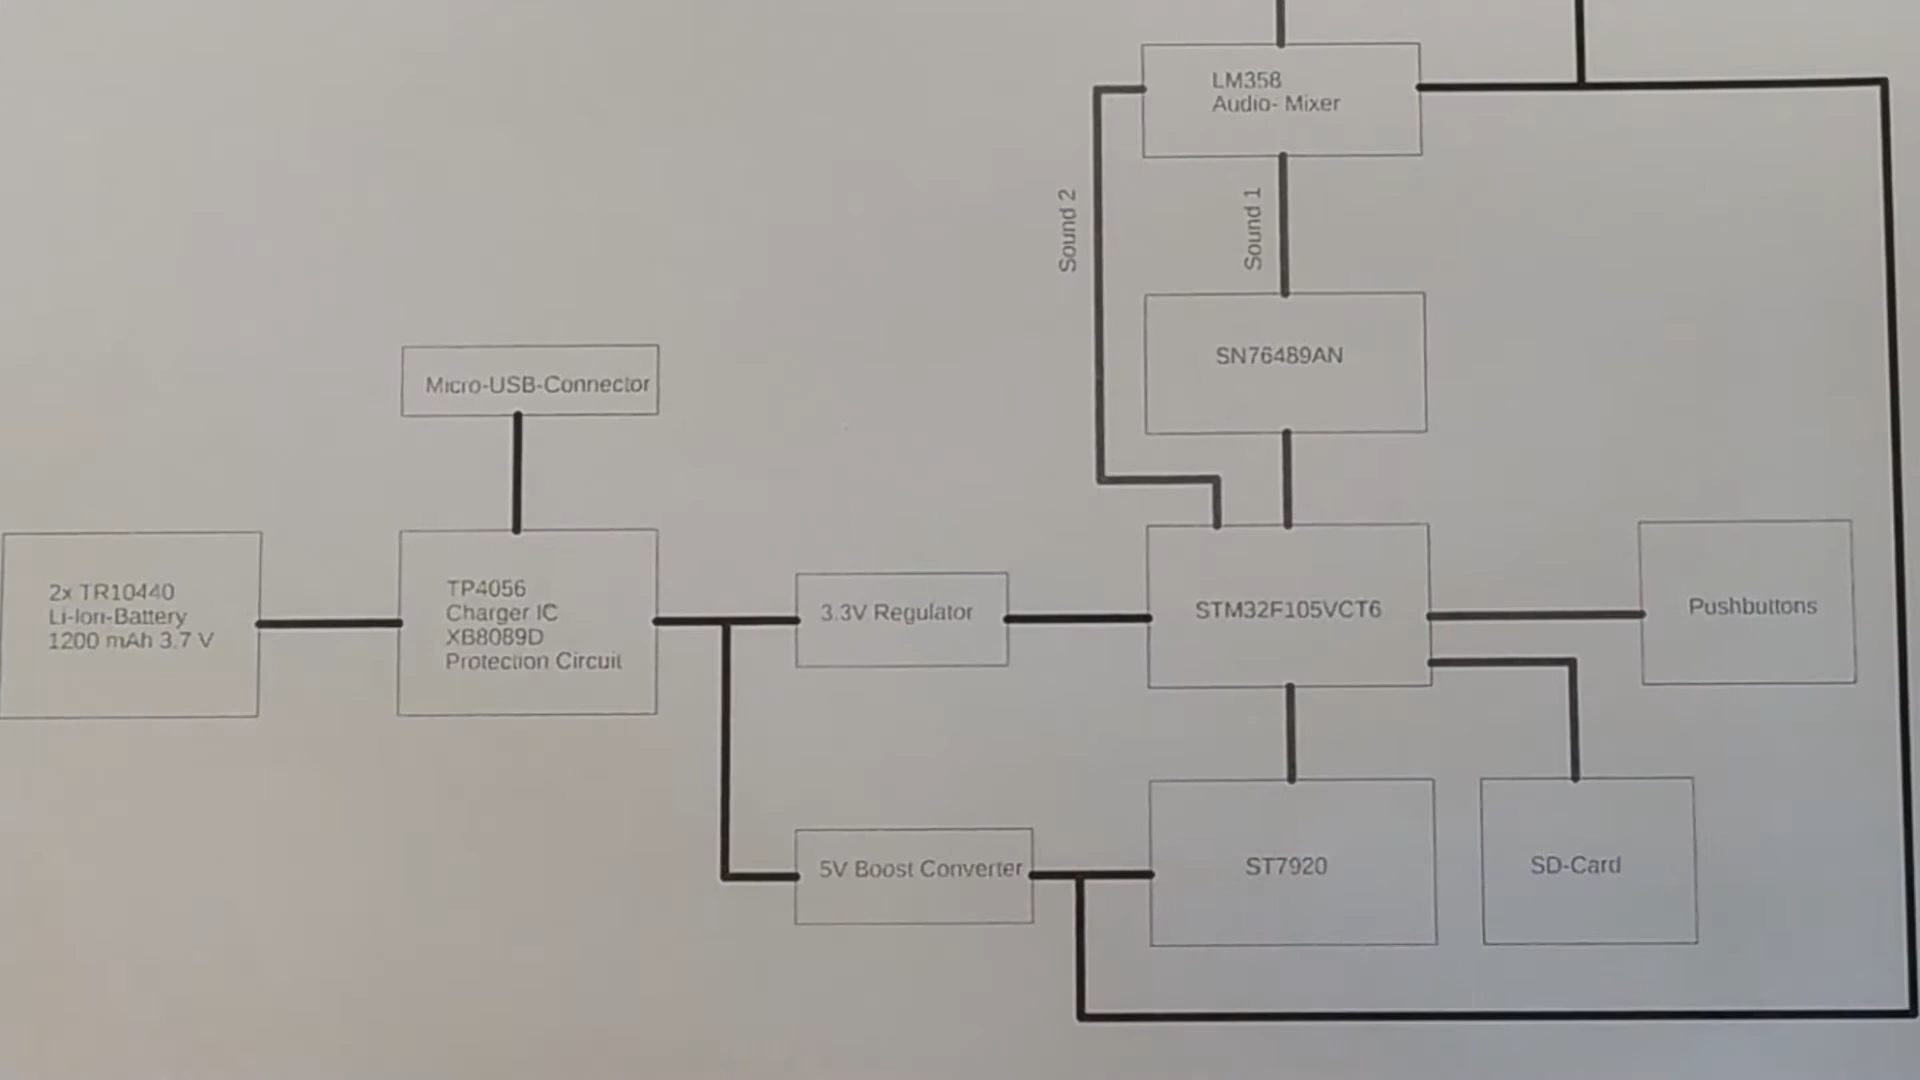 LM358
Audio- Mixer
Sound 2
Sound 1
SN76489AN
Micro-USB-Connector
2x TR10440
Li-Ion-Battery
1200 mAh 3.7 V
TP4056
Charger IC
XB8089D
Protection Circuit
3.3V Regulator
STM32F105VCT6
Pushbuttons
5V Boost Converter
ST7920
SD-Card